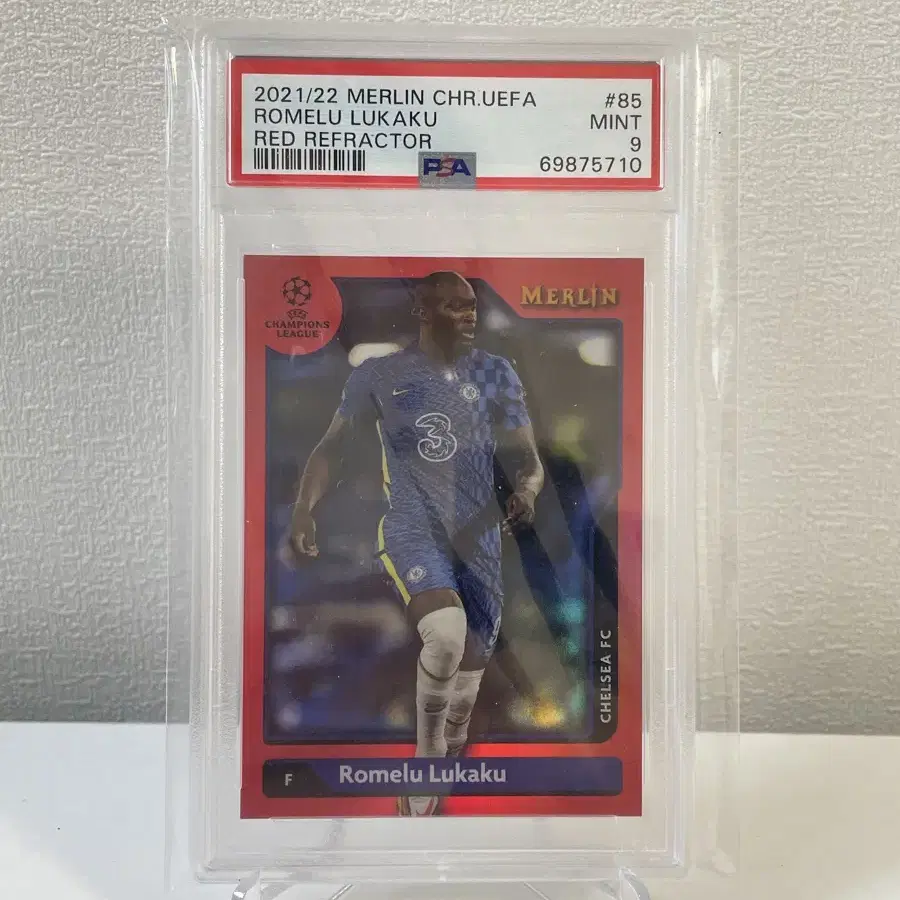 2021/22 MERLIN CHR.UEFA #85
ROMELU LUKAKU MINT
RED REFRACTOR 9
PSA 69875710
UEFA
CHAMPIONS
LEAGUE
MERLIN
3
CHELSEA FC
F Romelu Lukaku